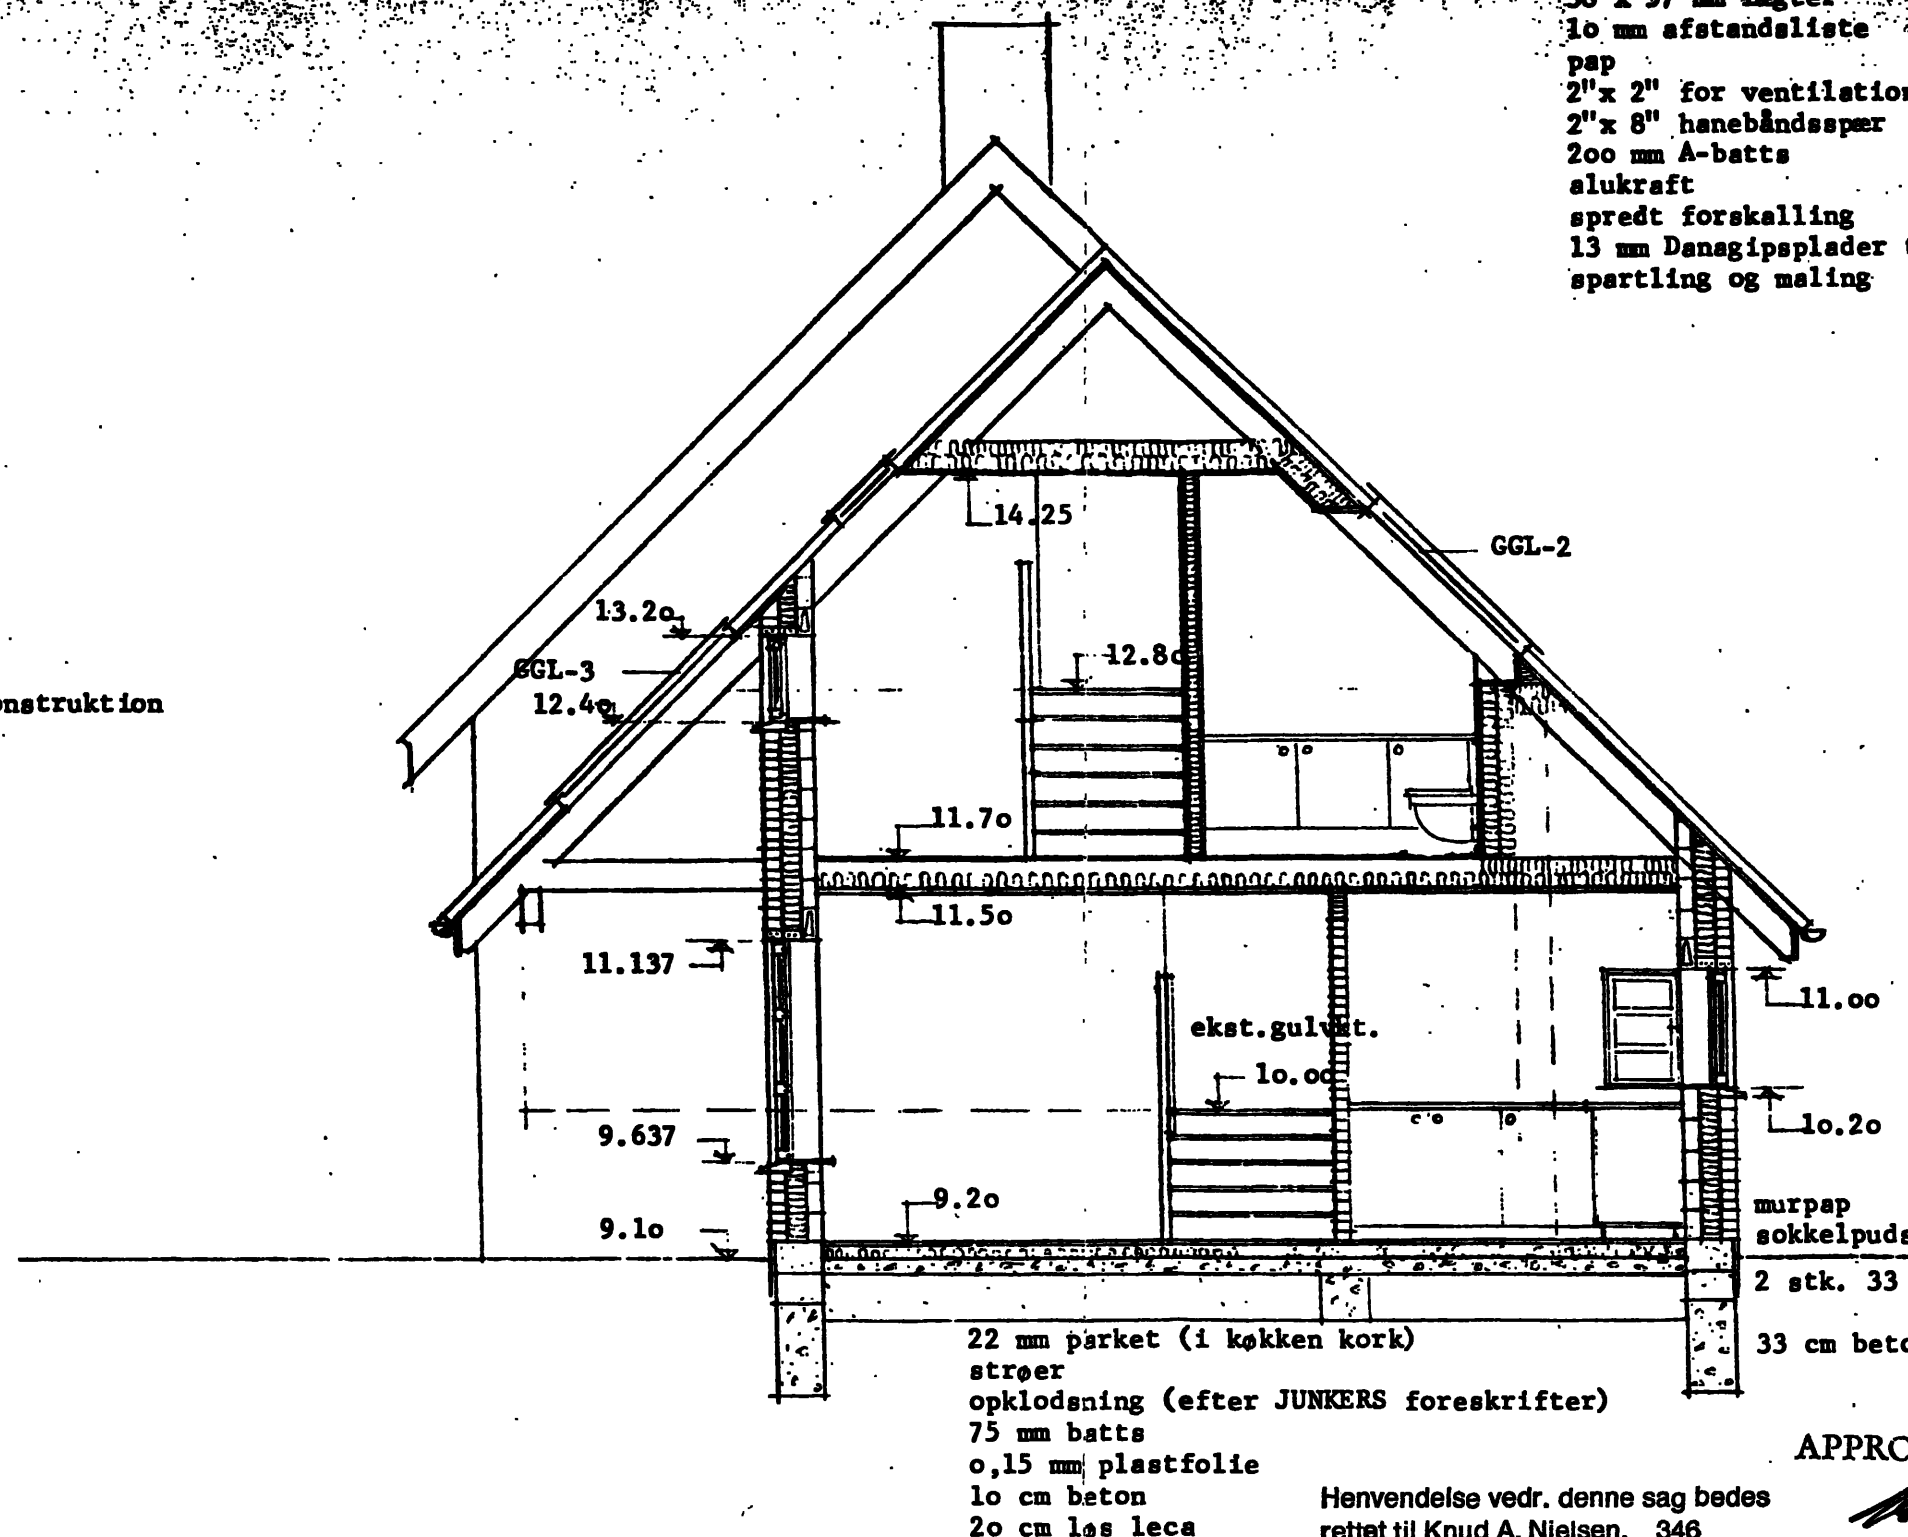 1o mm afstandsliste
pap
2"x 2" for ventilation
2"x 8" hanebåndsspær
2oo mm A-batts
alukraft
spredt forskalling
13 mm Danagipsplader
spartling og maling
14.25
GGL-2
13.2o
12.8o
GGL-3
12.4o
onstruktion
11.7o
11.5o
11.137
11.oo
ekst.gulvkt.
1o.oo
9.637
1o.2o
9.2o
murpap
9.1o
sokkelpuds
2 stk. 33
22 mm parket (i køkken kork)
33 cm beto
strøer
opklodsning (efter JUNKERS foreskrifter)
75 mm batts
APPRO
o,15 mm plastfolie
1o cm beton
Henvendelse vedr. denne sag bedes
2o cm løs leca
rettet til Knud A. Nielsen. 346